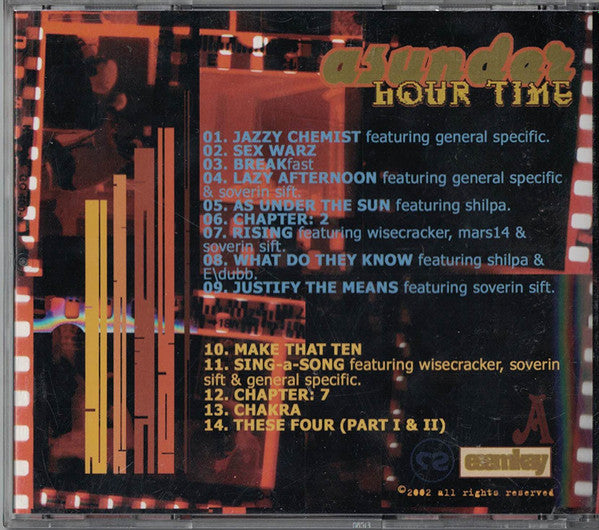 asunder
HOUR TIME
01. JAZZY CHEMIST featuring general specific.
02. SEX WARZ
03. BREAKfast
04. LAZY AFTERNOON featuring general specific
& soverin sift.
05. AS UNDER THE SUN featuring shilpa.
06. CHAPTER: 2
07. RISING featuring wisecracker, mars14 &
soverin sift.
08. WHAT DO THEY KNOW featuring shilpa &
E\dubb.
09. JUSTIFY THE MEANS featuring soverin sift.
10. MAKE THAT TEN
11. SING-a-SONG featuring wisecracker, soverin
sift & general specific.
12. CHAPTER: 7
13. CHAKRA
14. THESE FOUR (PART I & II)
A
©2002 all rights reserved